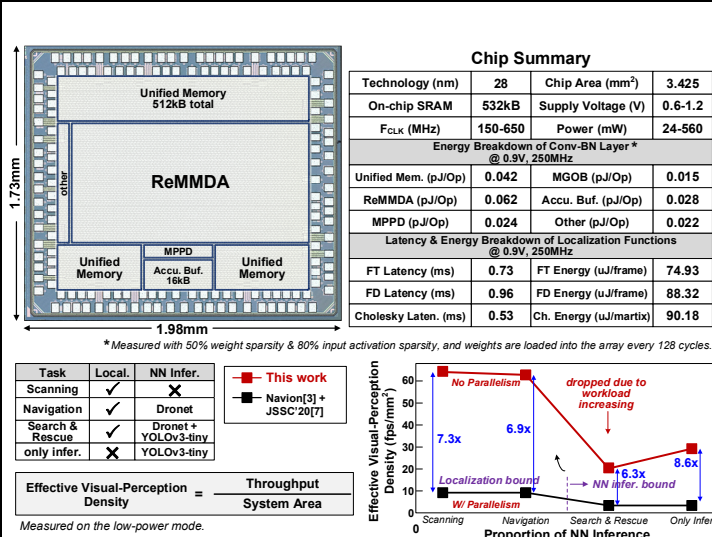 Chip Summary
Unified Memory
512kB total
other
ReMMDA
MPPD
Unified
Memory
Accu. Buf.
16kB
Unified
Memory
1.73mm
1.98mm
Technology (nm) 28 Chip Area (mm²) 3.425
On-chip SRAM 532kB Supply Voltage (V) 0.6-1.2
FCLK (MHz) 150-650 Power (mW) 24-560
Energy Breakdown of Conv-BN Layer *
@ 0.9V, 250MHz
Unified Mem. (pJ/Op) 0.042 MGOB (pJ/Op) 0.015
ReMMDA (pJ/Op) 0.062 Accu. Buf. (pJ/Op) 0.028
MPPD (pJ/Op) 0.024 Other (pJ/Op) 0.022
Latency & Energy Breakdown of Localization Functions
@ 0.9V, 250MHz
FT Latency (ms) 0.73 FT Energy (uJ/frame) 74.93
FD Latency (ms) 0.96 FD Energy (uJ/frame) 88.32
Cholesky Laten. (ms) 0.53 Ch. Energy (uJ/martix) 90.18
* Measured with 50% weight sparsity & 80% input activation sparsity, and weights are loaded into the array every 128 cycles.
Task Local. NN Infer.
Scanning ✓ ✗
Navigation ✓ Dronet
Search & Rescue ✓ Dronet + YOLOv3-tiny
only infer. ✗ YOLOv3-tiny
This work
Navion[3] +
JSSC'20[7]
Effective Visual-Perception Density = Throughput / System Area
Measured on the low-power mode.
Effective Visual-Perception
Density (fps/mm²)
60
50
40
30
20
10
0
No Parallelism
dropped due to
workload
increasing
7.3x
6.9x
6.3x
8.6x
Localization bound
NN infer. bound
W/ Parallelism
Scanning Navigation Search & Rescue Only Infer
0
Proportion of NN Inference